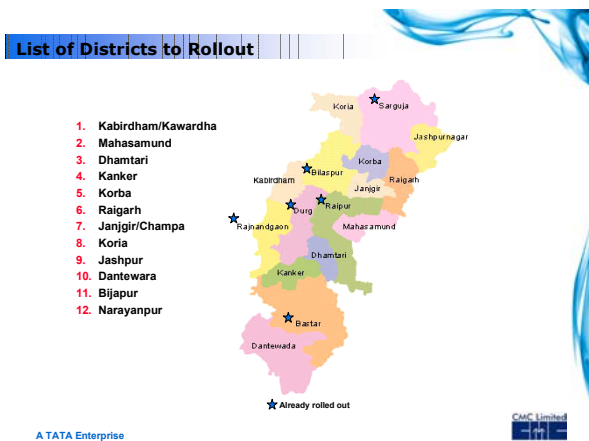 List of Districts to Rollout
1. Kabirdham/Kawardha
2. Mahasamund
3. Dhamtari
4. Kanker
5. Korba
6. Raigarh
7. Janjgir/Champa
8. Koria
9. Jashpur
10. Dantewara
11. Bijapur
12. Narayanpur
Koria
Sarguja
Jashpurnagar
Korba
Bilaspur
Kabirdham
Raigarh
Janjgir
Raipur
Durg
Rajnandgaon
Mahasamund
Dhamtari
Kanker
Bastar
Dantewada
Already rolled out
A TATA Enterprise
CMC Limited
cmc